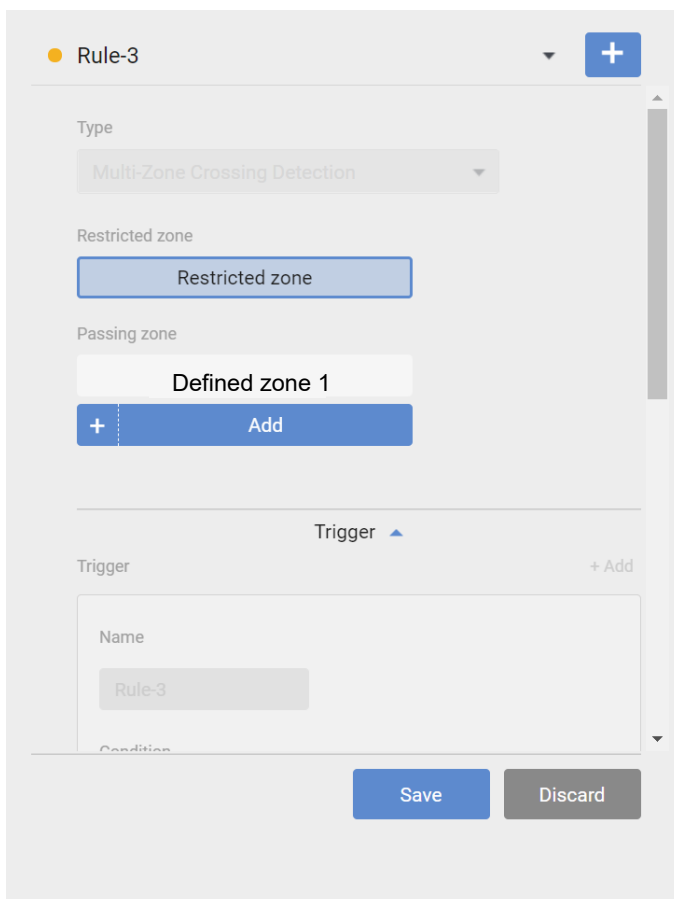 Rule-3
Type
Multi-Zone Crossing Detection
Restricted zone
Restricted zone
Passing zone
Defined zone 1
+ Add
Trigger
Trigger + Add
Name
Rule-3
Condition
Save Discard